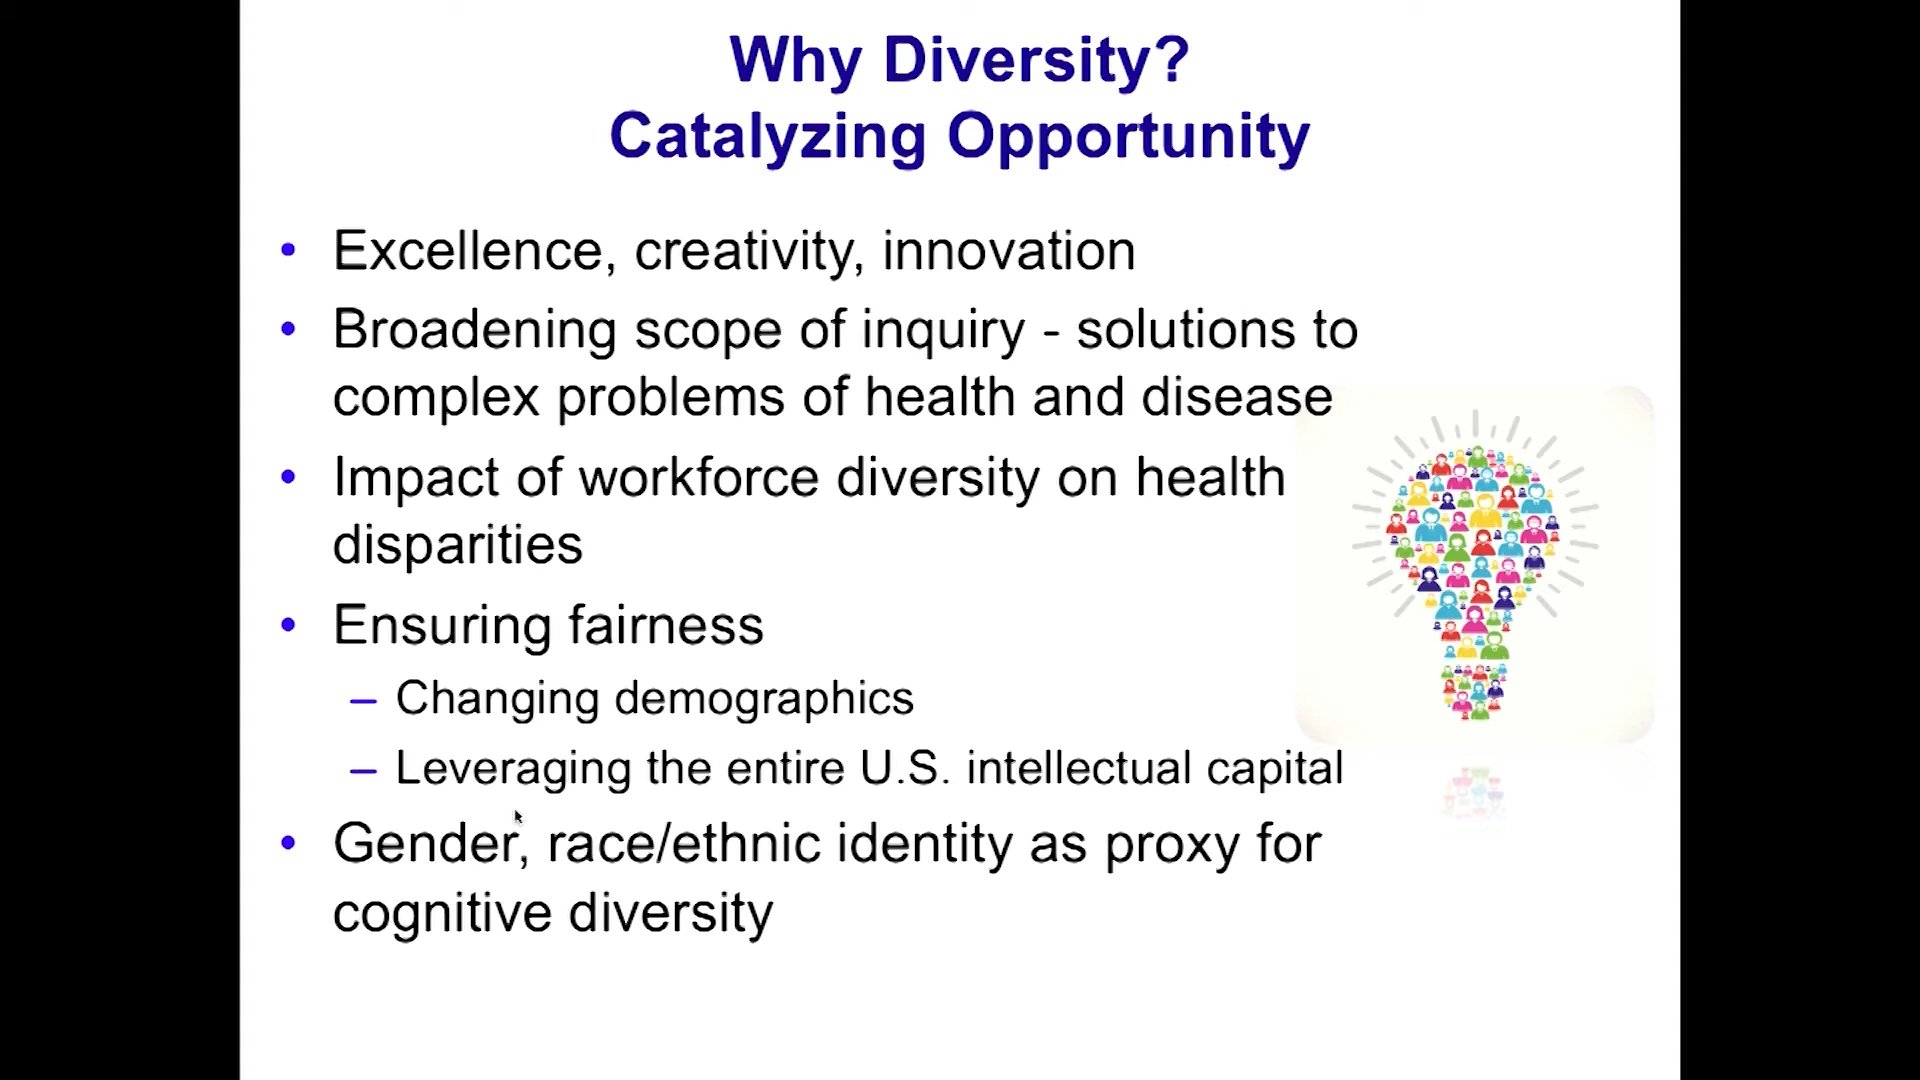 Why Diversity?
Catalyzing Opportunity
• Excellence, creativity, innovation
• Broadening scope of inquiry - solutions to
complex problems of health and disease
• Impact of workforce diversity on health
disparities
• Ensuring fairness
– Changing demographics
– Leveraging the entire U.S. intellectual capital
• Gender, race/ethnic identity as proxy for
cognitive diversity